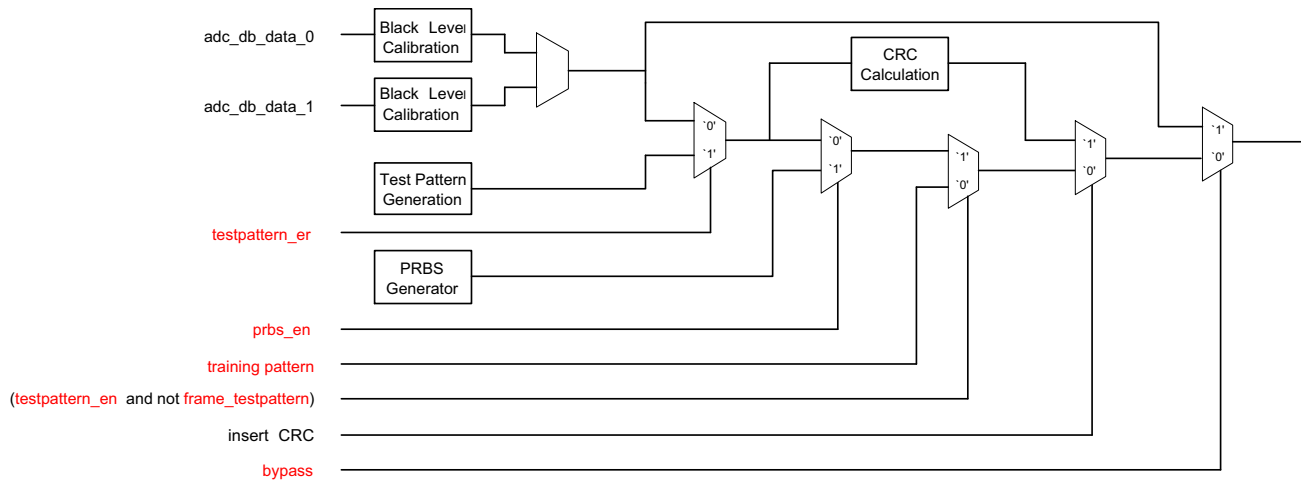 adc_db_data_0
Black Level
Calibration
adc_db_data_1
Black Level
Calibration
CRC
Calculation
`0'
`1'
`0'
`1'
`1'
`0'
`1'
`0'
`1'
`0'
Test Pattern
Generation
testpattern_er
PRBS
Generator
prbs_en
training pattern
(testpattern_en and not frame_testpattern)
insert CRC
bypass